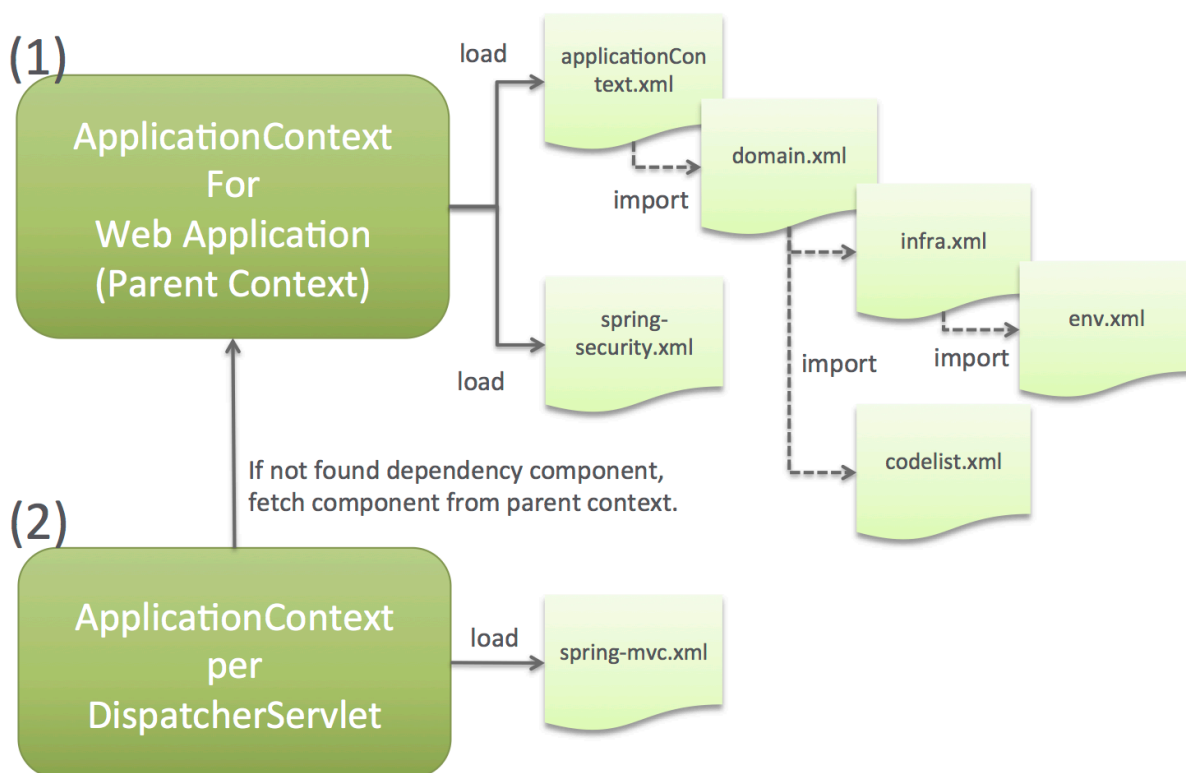 (1)
ApplicationContext
For
Web Application
(Parent Context)
load
applicationCon
text.xml
import
domain.xml
import
infra.xml
import
env.xml
codelist.xml
load
spring-
security.xml
If not found dependency component,
fetch component from parent context.
(2)
ApplicationContext
per
DispatcherServlet
load
spring-mvc.xml